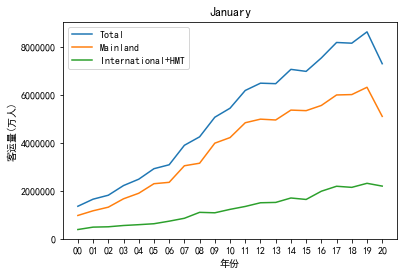 January
Total
Mainland
International+HMT
客运量(万人)
8000000
6000000
4000000
2000000
0
00 01 02 03 04 05 06 07 08 09 10 11 12 13 14 15 16 17 18 19 20
年份